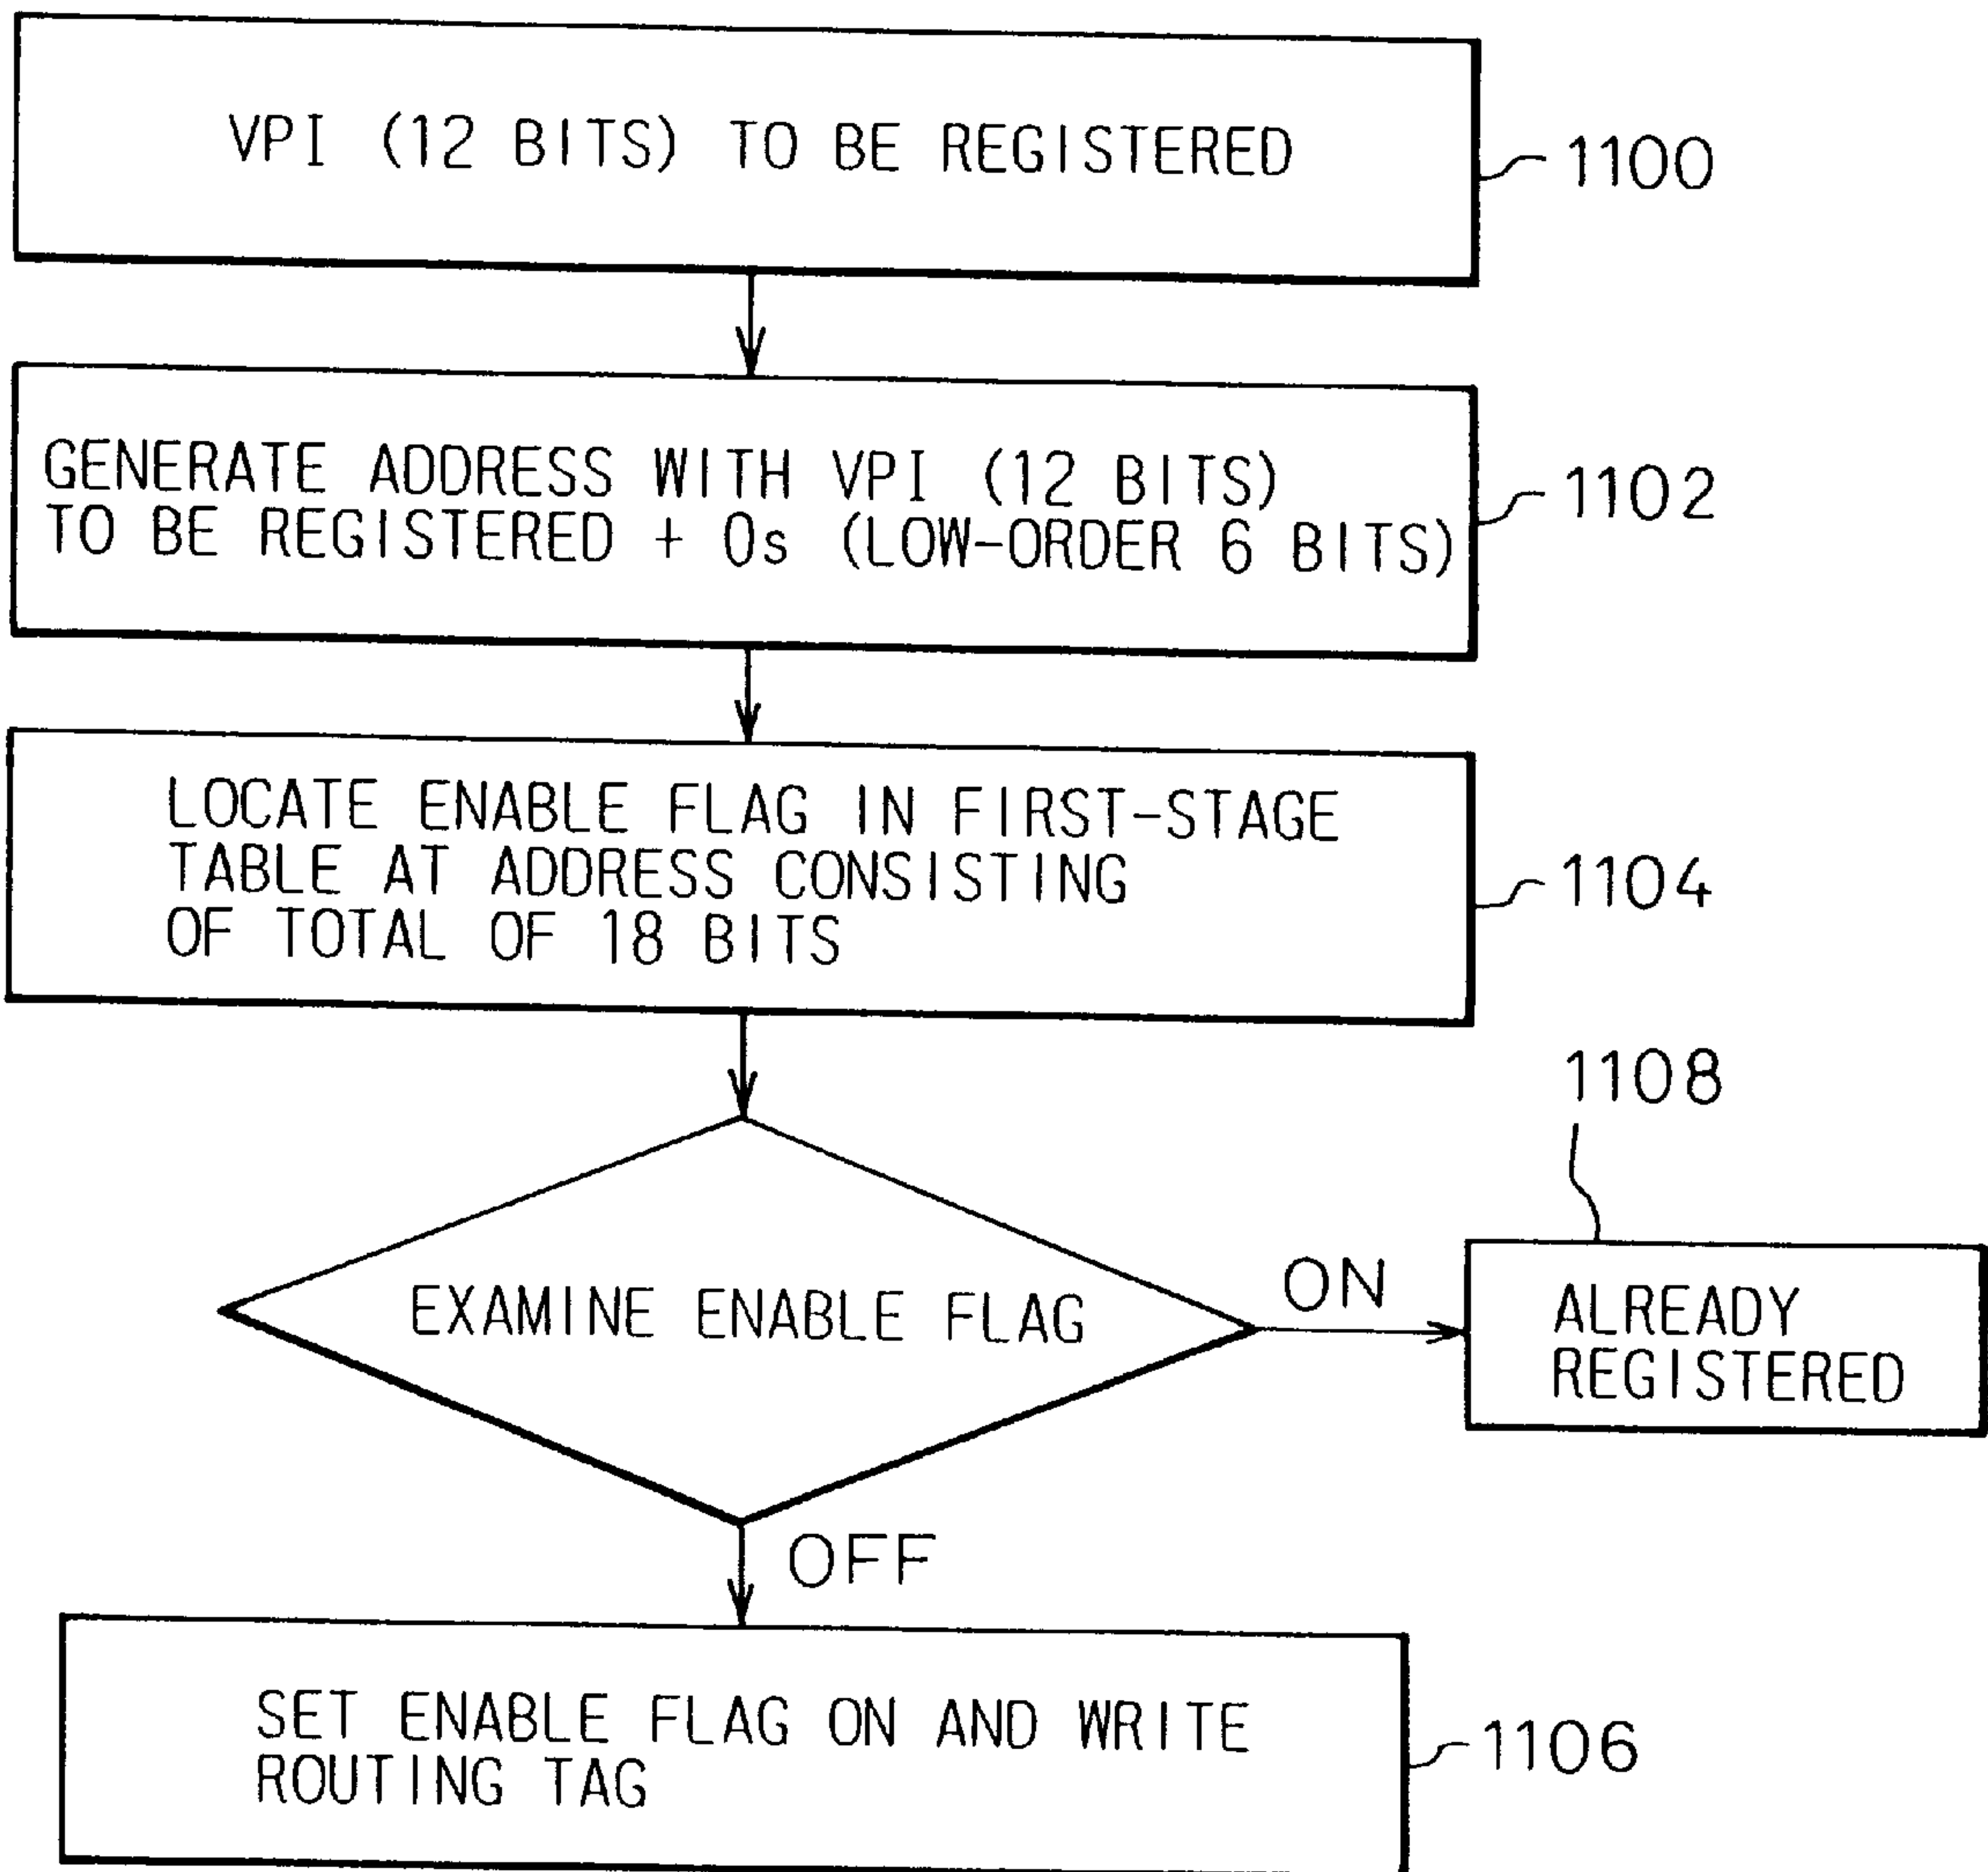 VPI (12 BITS) TO BE REGISTERED
1100
GENERATE ADDRESS WITH VPI (12 BITS)
TO BE REGISTERED + 0s (LOW-ORDER 6 BITS)
1102
LOCATE ENABLE FLAG IN FIRST-STAGE
TABLE AT ADDRESS CONSISTING
OF TOTAL OF 18 BITS
1104
1108
EXAMINE ENABLE FLAG
ON
ALREADY
REGISTERED
OFF
SET ENABLE FLAG ON AND WRITE
ROUTING TAG
1106